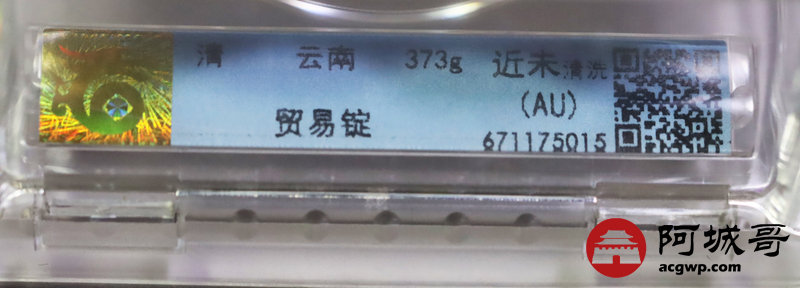 清 云南 373g 近未清洗
贸易锭 (AU)
671175015
阿城哥
acgwp.com